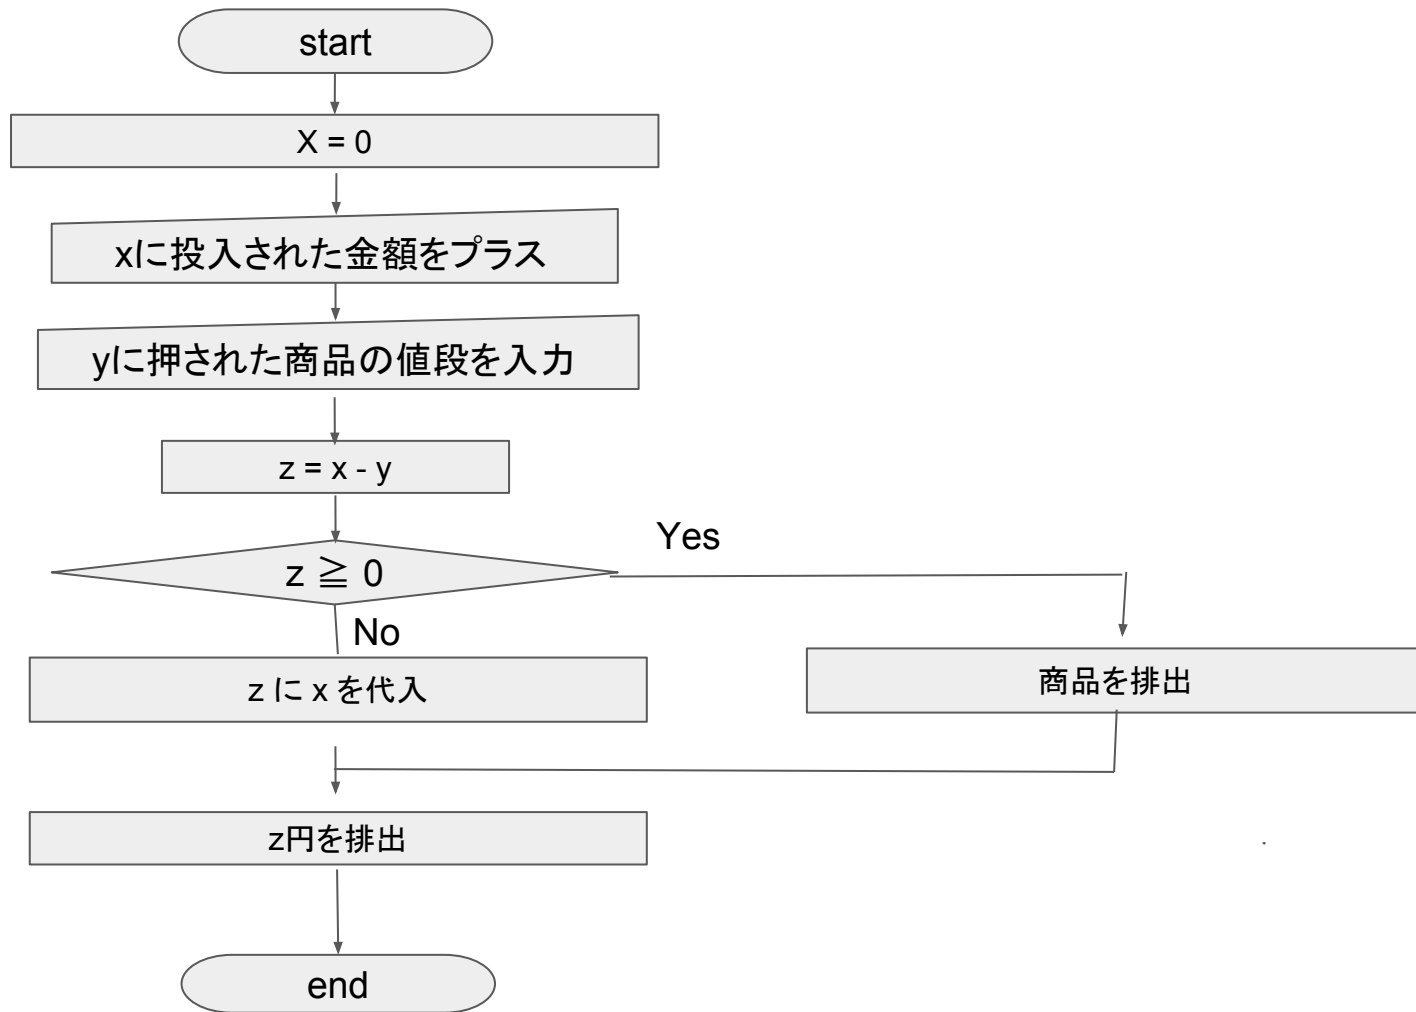 start
X = 0
xに投入された金額をプラス
yに押された商品の値段を入力
z = x - y
z ≧ 0
Yes
No
z に x を代入
商品を排出
z円を排出
end